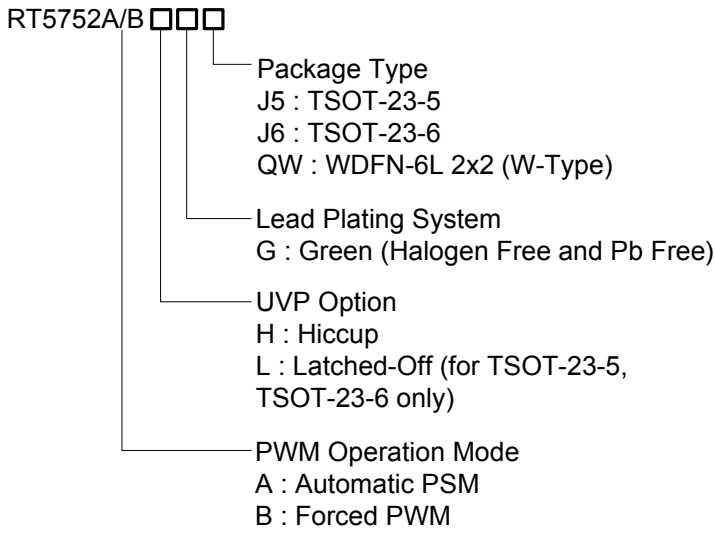 RT5752A/B □□□
Package Type
J5 : TSOT-23-5
J6 : TSOT-23-6
QW : WDFN-6L 2x2 (W-Type)
Lead Plating System
G : Green (Halogen Free and Pb Free)
UVP Option
H : Hiccup
L : Latched-Off (for TSOT-23-5,
TSOT-23-6 only)
PWM Operation Mode
A : Automatic PSM
B : Forced PWM